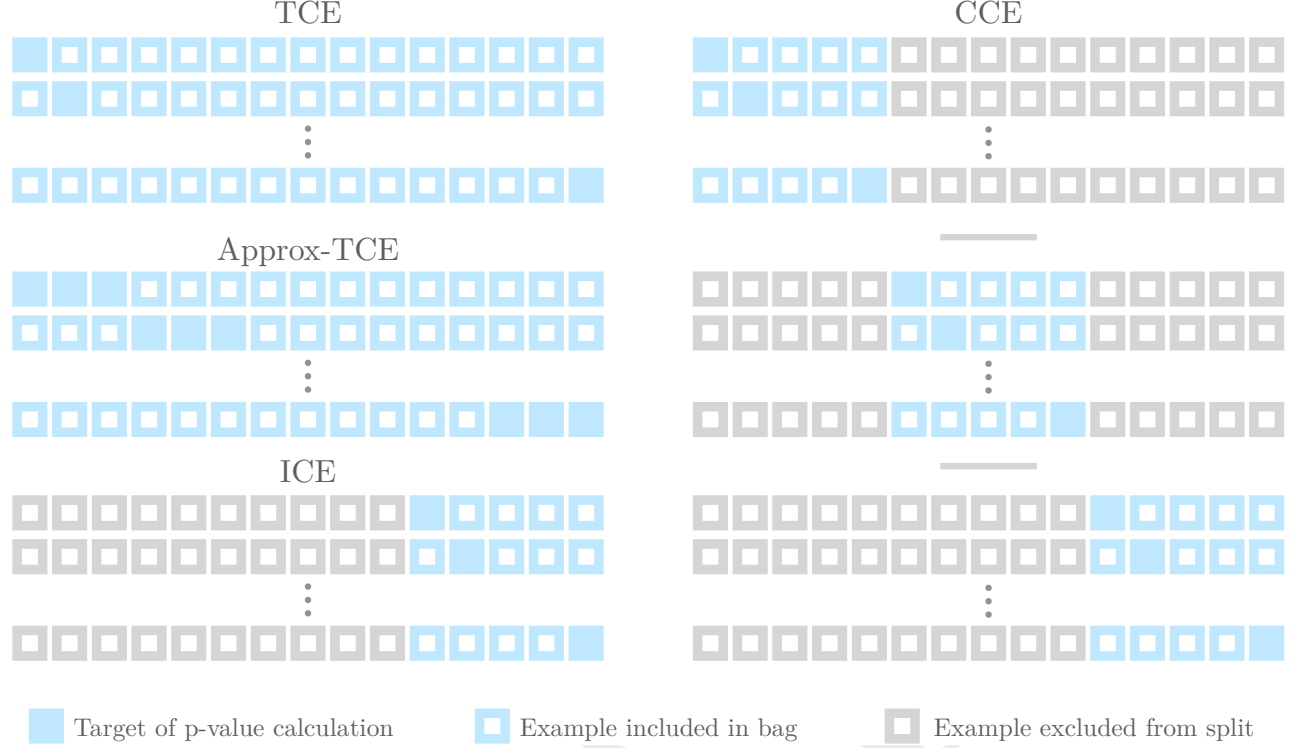 TCE
CCE
Approx-TCE
ICE
Target of p-value calculation
Example included in bag
Example excluded from split